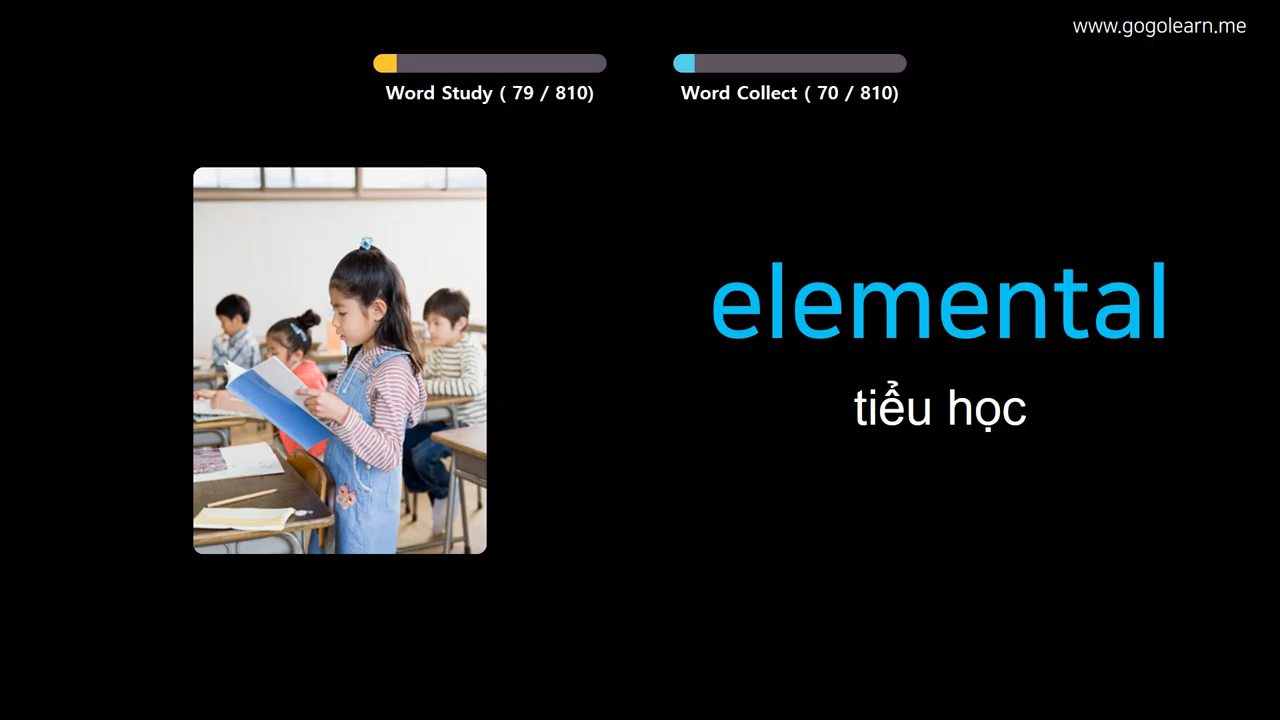 www.gogolearn.me
Word Study ( 79 / 810)
Word Collect ( 70 / 810)
elemental
tiểu học